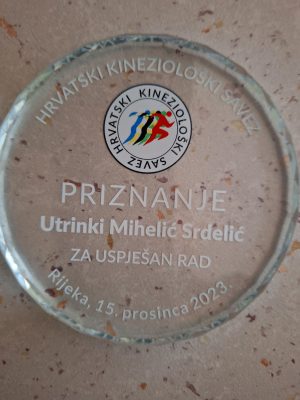 HRVATSKI KINEZIOLOŠKI SAVEZ
HRVATSKI KINEZIOLOŠKI SAVEZ
PRIZNANJE
Utrinki Mihelić Srdelić
ZA USPJEŠAN RAD
Rijeka, 15. prosinca 2023.